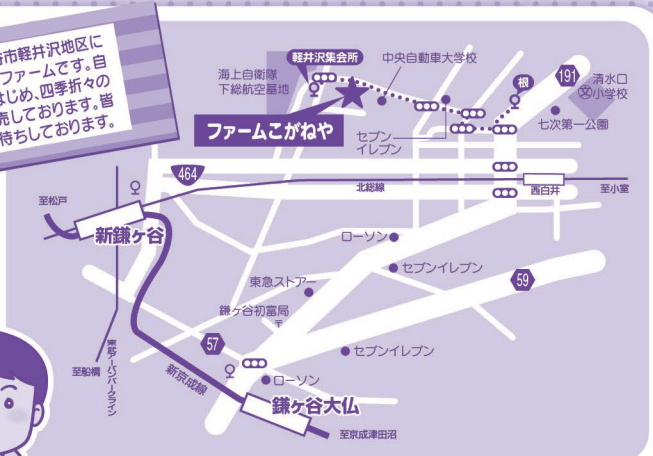 市軽井沢地区に
ファームです。自
はじめ、四季折々の
売しております。皆
待ちしております。
軽井沢集会所
中央自動車大学校
海上自衛隊
下総航空基地
根
191
清水口
小学校
七次第一公園
ファームこがねや
セブン
イレブン
464
北総線
西白井
至小室
至松戸
新鎌ヶ谷
ローソン
セブンイレブン
59
東急ストアー
鎌ヶ谷初富局
〒
57
セブンイレブン
東武アーバンパークライン
至船橋
新京成線
ローソン
鎌ヶ谷大仏
至京成津田沼